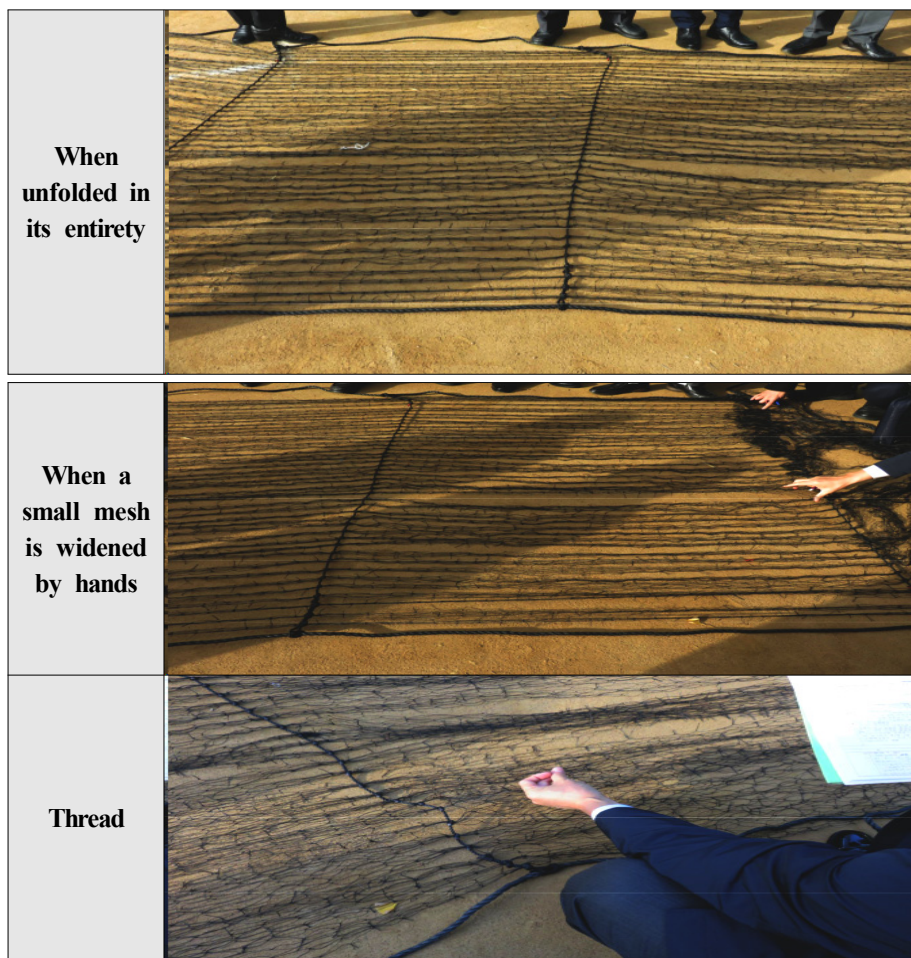 When
unfolded in
its entirety
When a
small mesh
is widened
by hands
Thread